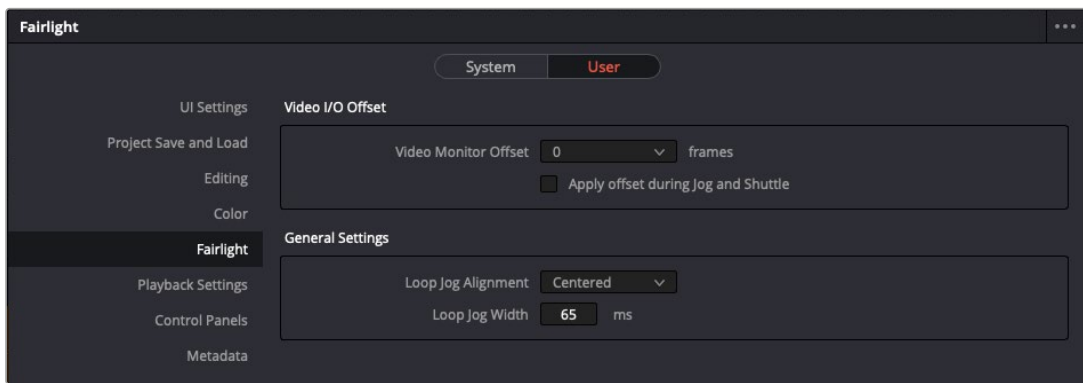 Fairlight
System User
UI Settings
Project Save and Load
Editing
Color
Fairlight
Playback Settings
Control Panels
Metadata
Video I/O Offset
Video Monitor Offset 0 frames
Apply offset during Jog and Shuttle
General Settings
Loop Jog Alignment Centered
Loop Jog Width 65 ms